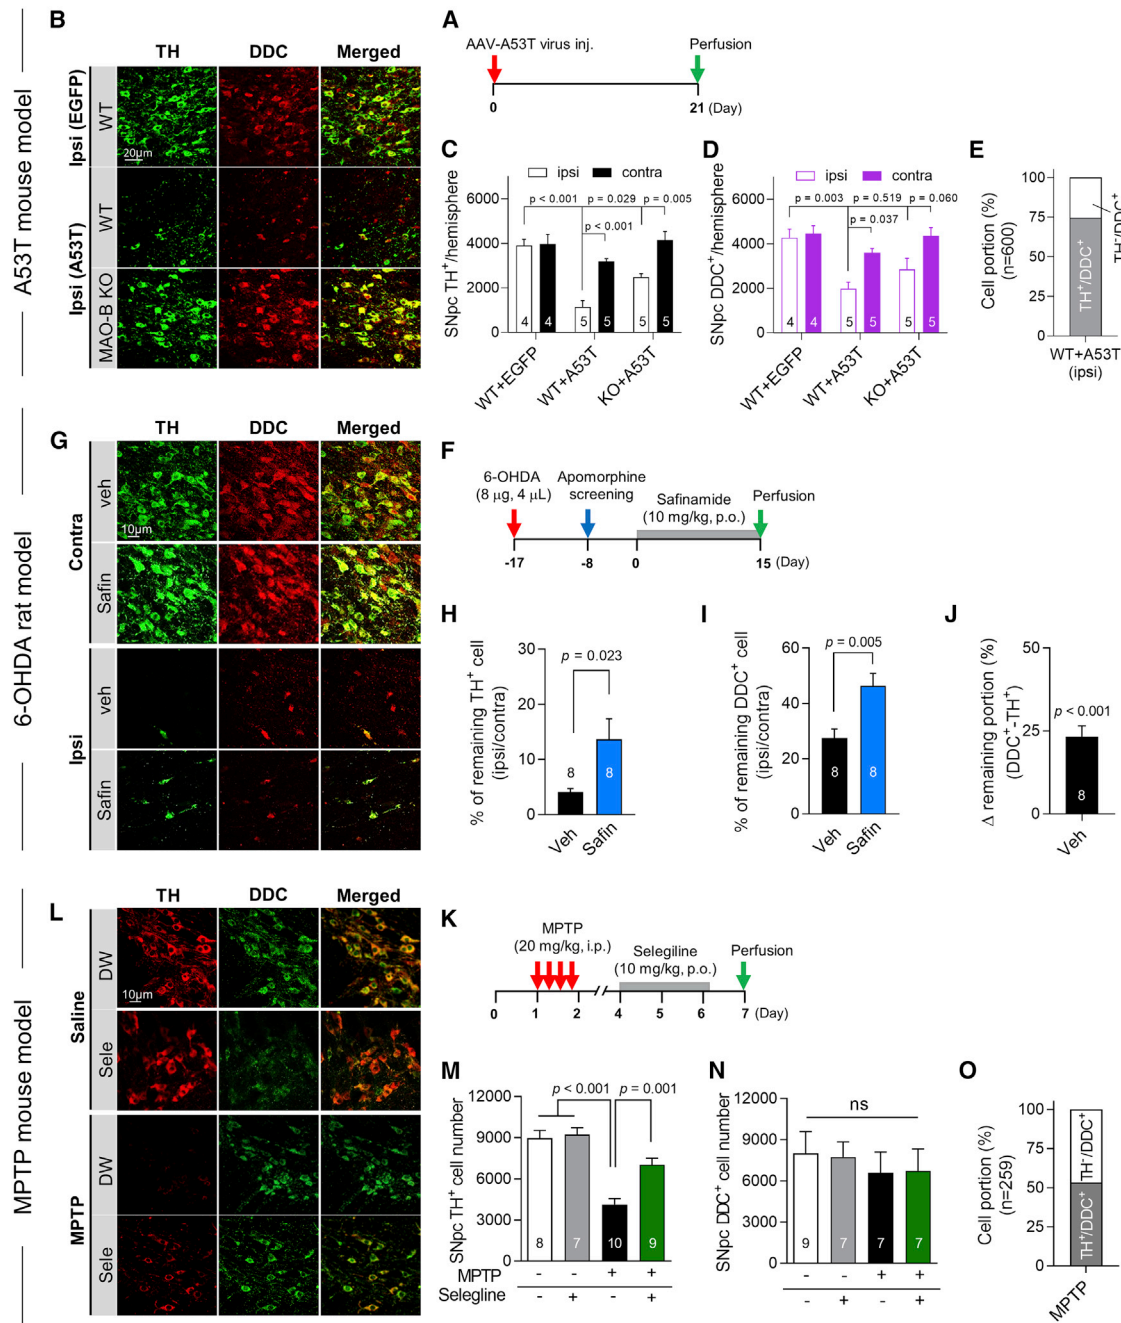 A53T mouse model
B
TH DDC Merged
Ipsi (EGFP)
WT
20μm
Ipsi (A53T)
WT
MAO-B KO
A
AAV-A53T virus inj.
Perfusion
0 21 (Day)
C
ipsi contra
SNpc TH+/hemisphere
6000
4000
2000
0
p < 0.001 p = 0.029 p = 0.005
p < 0.001
4 4 5 5 5 5
WT+EGFP
WT+A53T
KO+A53T
D
ipsi contra
SNpc DDC+/hemisphere
6000
4000
2000
0
p = 0.003 p = 0.519 p = 0.060
p = 0.037
4 4 5 5 5 5
WT+EGFP
WT+A53T
KO+A53T
E
Cell portion (%)
(n=600)
100
75
50
25
0
TH+/DDC+
TH-/DDC+
WT+A53T
(ipsi)
6-OHDA rat model
G
TH DDC Merged
Contra
veh
10μm
Safin
Ipsi
veh
Safin
F
6-OHDA
(8 μg, 4 μL)
Apomorphine
screening
Safinamide
(10 mg/kg, p.o.)
Perfusion
-17 -8 0 15 (Day)
H
% of remaining TH+ cell
(ipsi/contra)
30
20
10
0
p = 0.023
8 8
Veh
Safin
I
% of remaining DDC+ cell
(ipsi/contra)
60
40
20
0
p = 0.005
8 8
Veh
Safin
J
Δ remaining portion (%)
(DDC+-TH+)
50
25
0
p < 0.001
8
Veh
MPTP mouse model
L
TH DDC Merged
Saline
DW
10μm
Sele
MPTP
DW
Sele
K
MPTP
(20 mg/kg, i.p.)
Selegiline
(10 mg/kg, p.o.)
Perfusion
0 1 2 4 5 6 7 (Day)
M
SNpc TH+ cell number
12000
9000
6000
3000
0
p < 0.001 p = 0.001
8 7 10 9
MPTP - - + +
Selegline - + - +
N
SNpc DDC+ cell number
12000
9000
6000
3000
0
ns
9 7 7 7
- - + +
- + - +
O
Cell portion (%)
(n=259)
100
75
50
25
0
TH+/DDC+
TH-/DDC+
MPTP